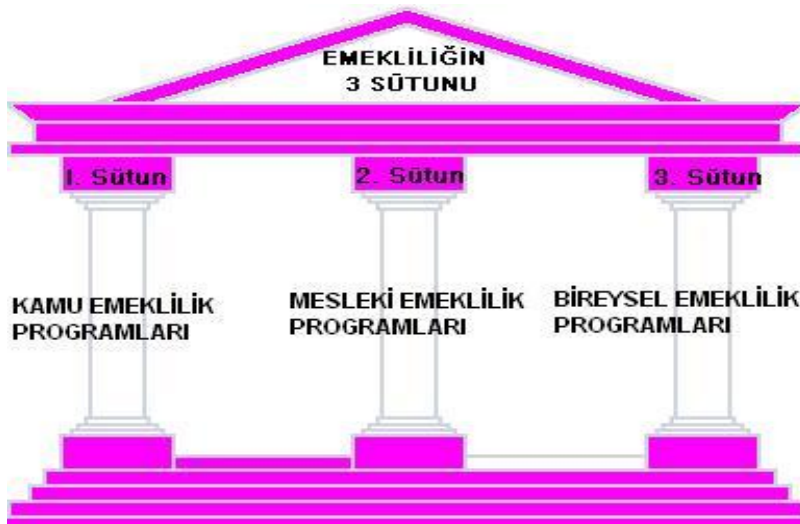 EMEKLİLİĞİN
3 SÜTUNU
1. Sütun
2. Sütun
3. Sütun
KAMU EMEKLİLİK
PROGRAMLARI
MESLEKİ EMEKLİLİK
PROGRAMLARI
BİREYSEL EMEKLİLİK
PROGRAMLARI